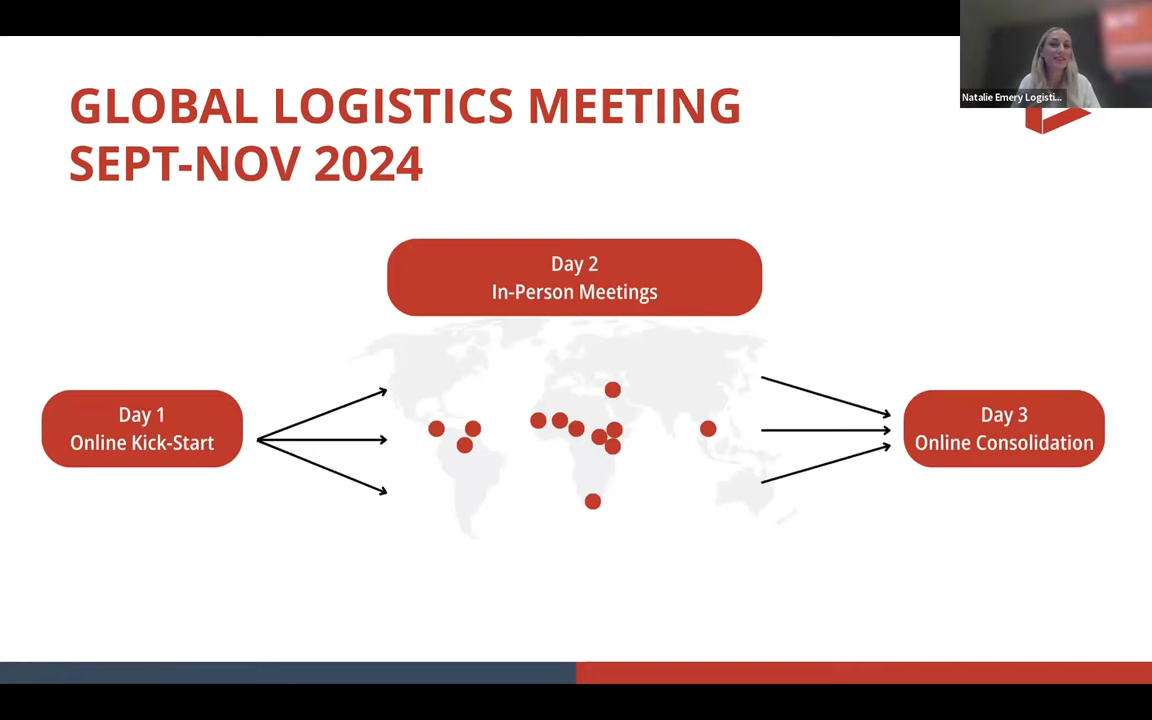 GLOBAL LOGISTICS MEETING
SEPT-NOV 2024
Natalie Emery Logisti...
Day 2
In-Person Meetings
Day 1
Online Kick-Start
Day 3
Online Consolidation